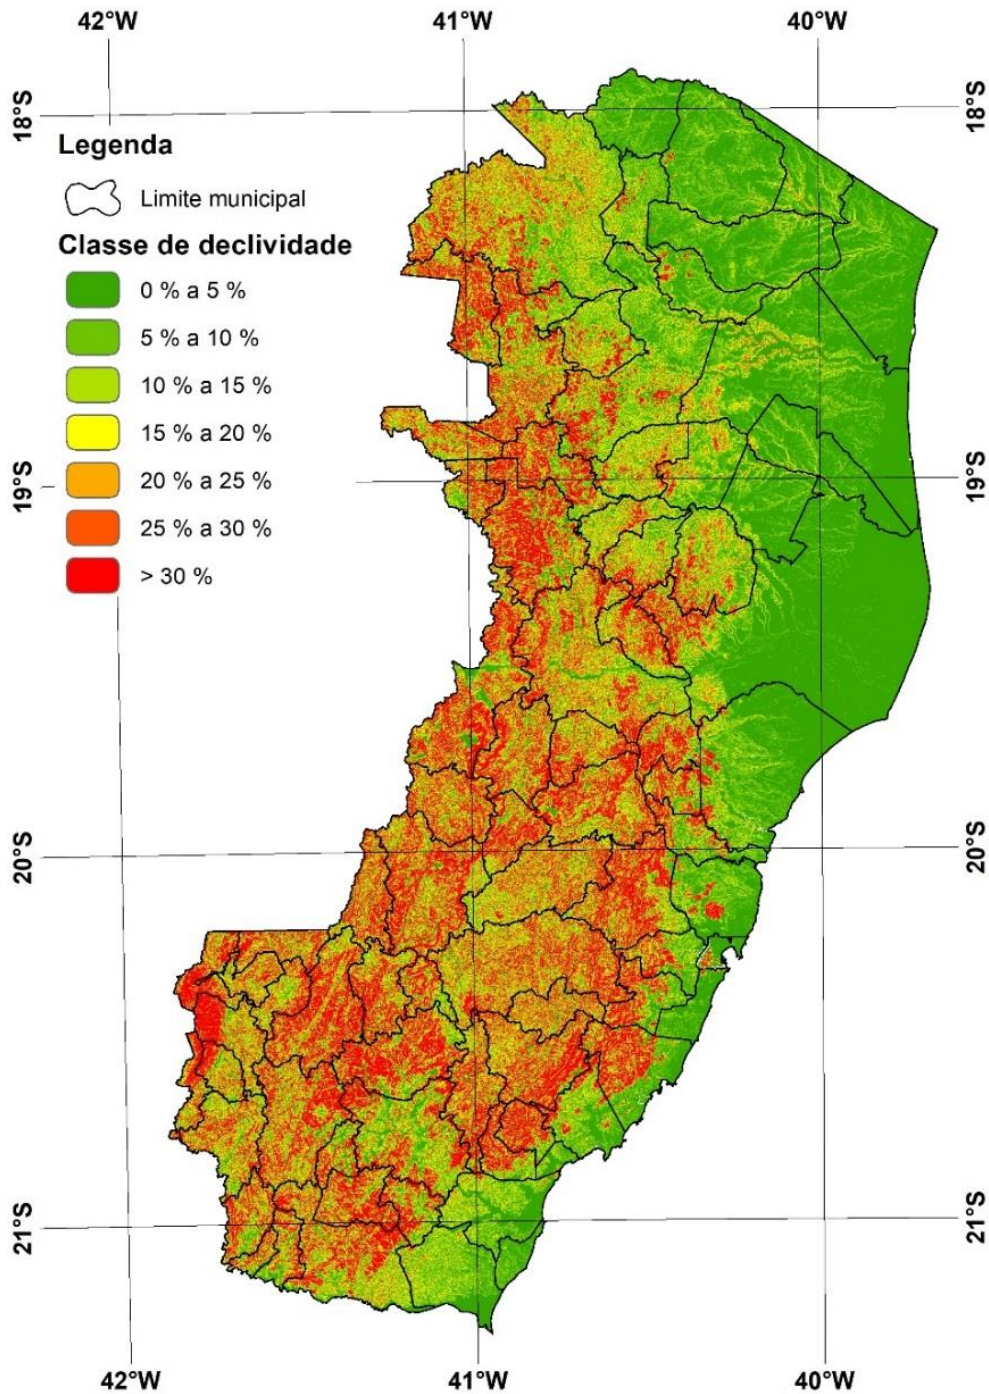 42°W 41°W 40°W
18°S 18°S
Legenda
Limite municipal
Classe de declividade
0 % a 5 %
5 % a 10 %
10 % a 15 %
15 % a 20 %
20 % a 25 %
25 % a 30 %
> 30 %
19°S 19°S
20°S 20°S
21°S 21°S
42°W 41°W 40°W